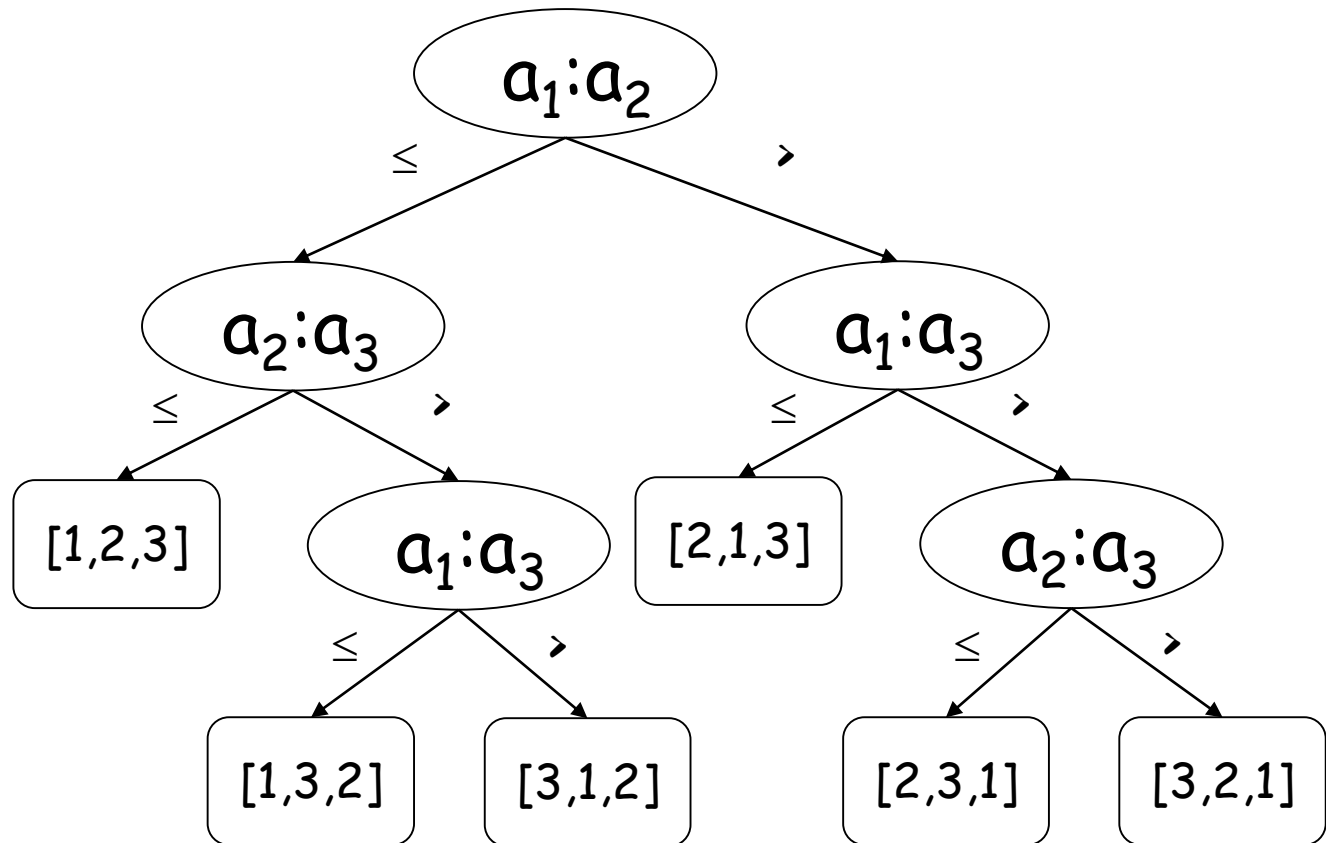 a₁:a₂
≤ >
a₂:a₃ a₁:a₃
≤ > ≤ >
[1,2,3] a₁:a₃ [2,1,3] a₂:a₃
≤ > ≤ >
[1,3,2] [3,1,2] [2,3,1] [3,2,1]